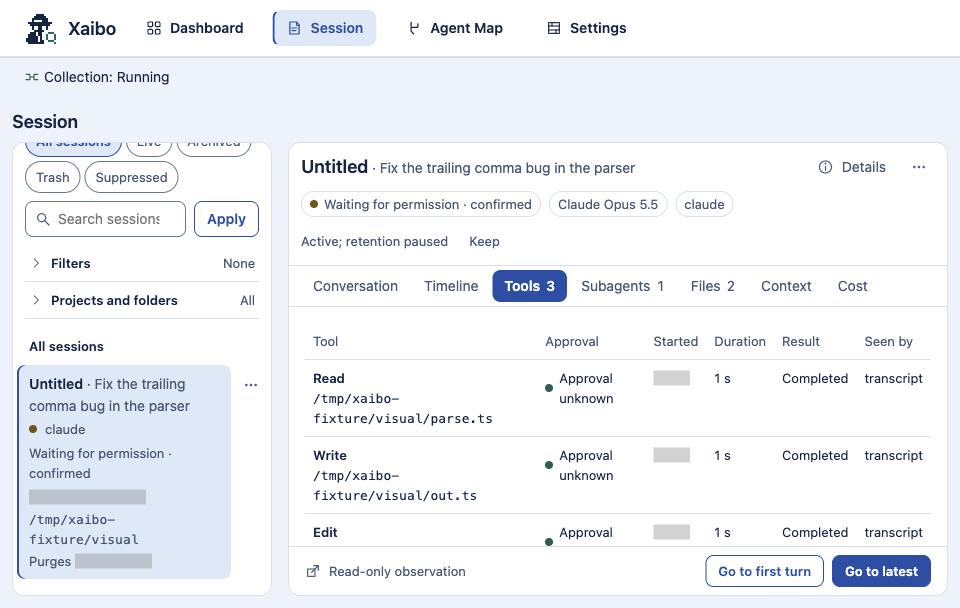 Xaibo
Dashboard
Session
Agent Map
Settings
Collection: Running
Session
All sessions
Live
Archived
Trash
Suppressed
Search sessions
Apply
Filters
None
Projects and folders
All
All sessions
Untitled · Fix the trailing
comma bug in the parser
claude
Waiting for permission ·
confirmed
/tmp/xaibo-
fixture/visual
Purges
Untitled · Fix the trailing comma bug in the parser
Details
Waiting for permission · confirmed
Claude Opus 5.5
claude
Active; retention paused
Keep
Conversation
Timeline
Tools 3
Subagents 1
Files 2
Context
Cost
Tool
Approval
Started
Duration
Result
Seen by
Read
/tmp/xaibo-
fixture/visual/parse.ts
Approval
unknown
1 s
Completed
transcript
Write
/tmp/xaibo-
fixture/visual/out.ts
Approval
unknown
1 s
Completed
transcript
Edit
Approval
1 s
Completed
transcript
Read-only observation
Go to first turn
Go to latest